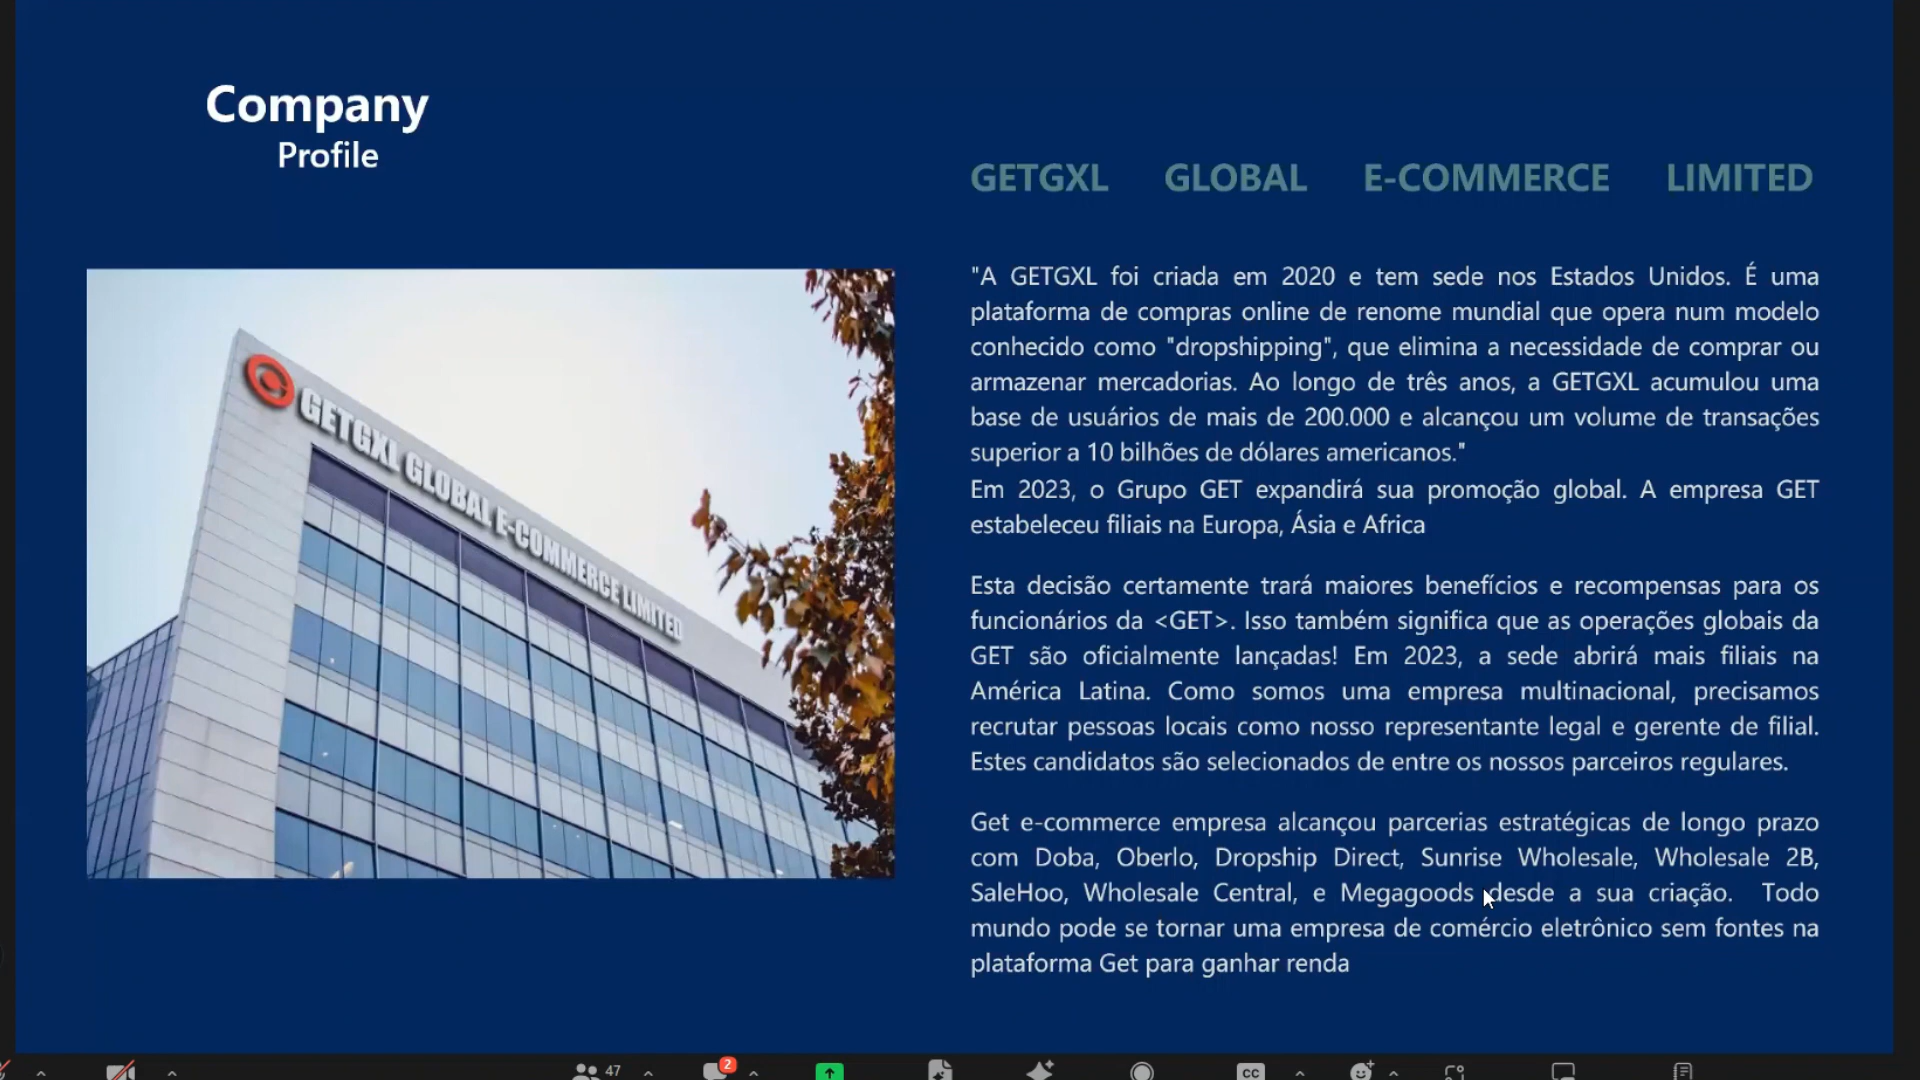 Company
Profile
GETGXL GLOBAL E-COMMERCE LIMITED
GETGXL GLOBAL E-COMMERCE LIMITED
"A GETGXL foi criada em 2020 e tem sede nos Estados Unidos. É uma
plataforma de compras online de renome mundial que opera num modelo
conhecido como "dropshipping", que elimina a necessidade de comprar ou
armazenar mercadorias. Ao longo de três anos, a GETGXL acumulou uma
base de usuários de mais de 200.000 e alcançou um volume de transações
superior a 10 bilhões de dólares americanos."
Em 2023, o Grupo GET expandirá sua promoção global. A empresa GET
estabeleceu filiais na Europa, Ásia e Africa
Esta decisão certamente trará maiores benefícios e recompensas para os
funcionários da <GET>. Isso também significa que as operações globais da
GET são oficialmente lançadas! Em 2023, a sede abrirá mais filiais na
América Latina. Como somos uma empresa multinacional, precisamos
recrutar pessoas locais como nosso representante legal e gerente de filial.
Estes candidatos são selecionados de entre os nossos parceiros regulares.
Get e-commerce empresa alcançou parcerias estratégicas de longo prazo
com Doba, Oberlo, Dropship Direct, Sunrise Wholesale, Wholesale 2B,
SaleHoo, Wholesale Central, e Megagoods desde a sua criação. Todo
mundo pode se tornar uma empresa de comércio eletrônico sem fontes na
plataforma Get para ganhar renda
47
2
CC